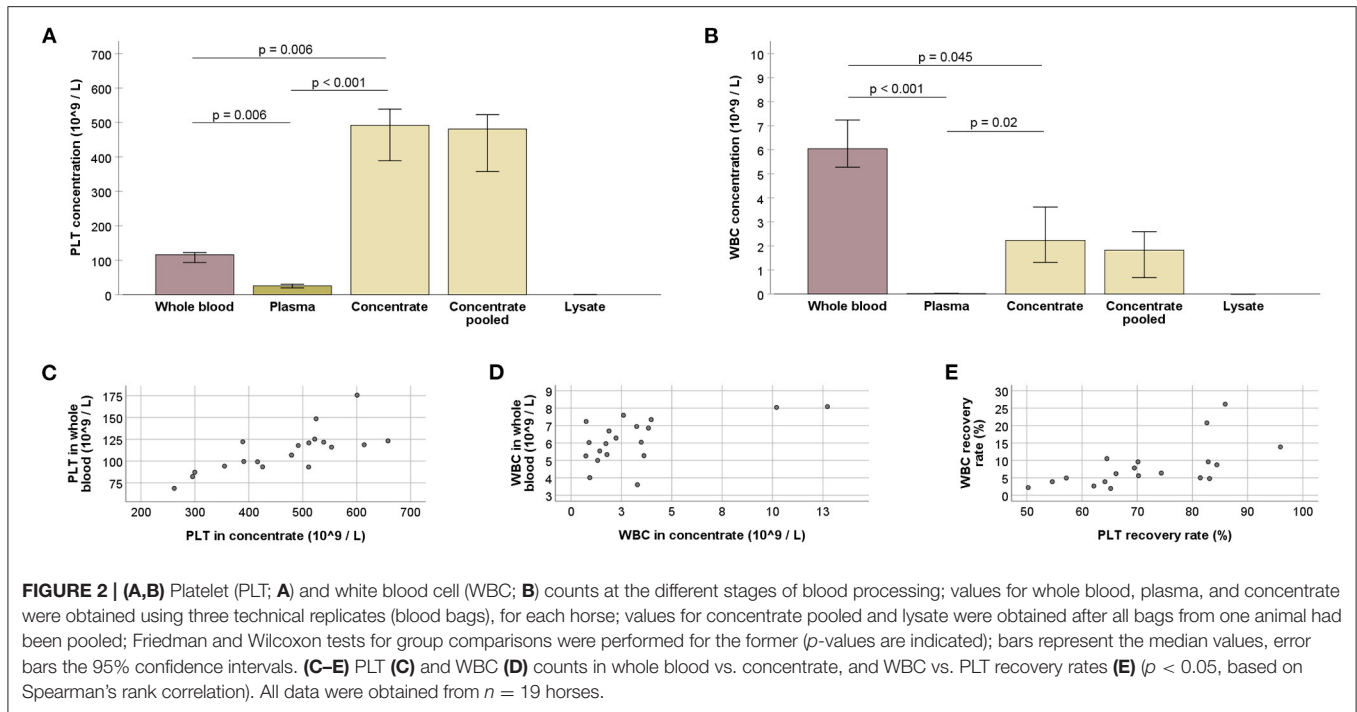 A
PLT concentration (10^9 / L)
700
600
500
400
300
200
100
0
p = 0.006
p < 0.001
p = 0.006
Whole blood
Plasma
Concentrate
Concentrate
pooled
Lysate
B
WBC concentration (10^9 / L)
10
9
8
7
6
5
4
3
2
1
0
p = 0.045
p < 0.001
p = 0.02
Whole blood
Plasma
Concentrate
Concentrate
pooled
Lysate
C
PLT in whole
blood (10^9 / L)
175
150
125
100
75
200 300 400 500 600 700
PLT in concentrate (10^9 / L)
D
WBC in whole
blood (10^9 / L)
9
8
7
6
5
4
3
0 3 5 8 10 13
WBC in concentrate (10^9 / L)
E
WBC recovery
rate (%)
30
25
20
15
10
5
0
50 60 70 80 90 100
PLT recovery rate (%)
FIGURE 2 | (A,B) Platelet (PLT; A) and white blood cell (WBC; B) counts at the different stages of blood processing; values for whole blood, plasma, and concentrate
were obtained using three technical replicates (blood bags), for each horse; values for concentrate pooled and lysate were obtained after all bags from one animal had
been pooled; Friedman and Wilcoxon tests for group comparisons were performed for the former (p-values are indicated); bars represent the median values, error
bars the 95% confidence intervals. (C–E) PLT (C) and WBC (D) counts in whole blood vs. concentrate, and WBC vs. PLT recovery rates (E) (p < 0.05, based on
Spearman's rank correlation). All data were obtained from n = 19 horses.